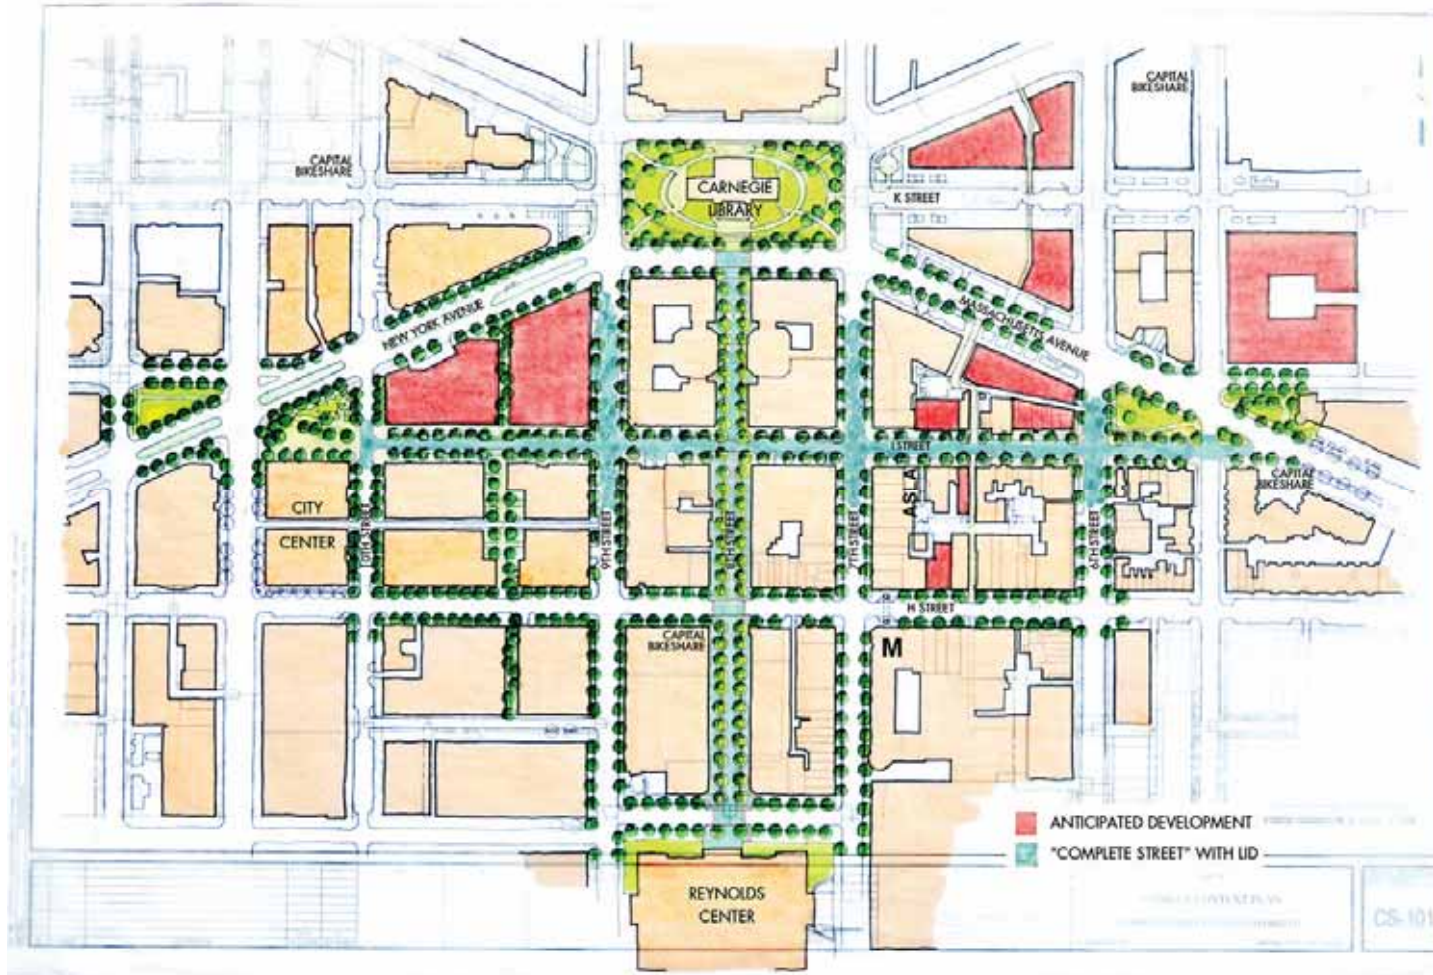 CAPITAL
BIKESHARE
CAPITAL
BIKESHARE
CARNEGIE
LIBRARY
K STREET
NEW YORK AVENUE
MASSACHUSETTS AVENUE
I STREET
CITY
CENTER
10TH STREET
9TH STREET
8TH STREET
7TH STREET
ASLA
6TH STREET
CAPITAL
BIKESHARE
H STREET
CAPITAL
BIKESHARE
M
ANTICIPATED DEVELOPMENT
"COMPLETE STREET" WITH LID
REYNOLDS
CENTER
CS-101